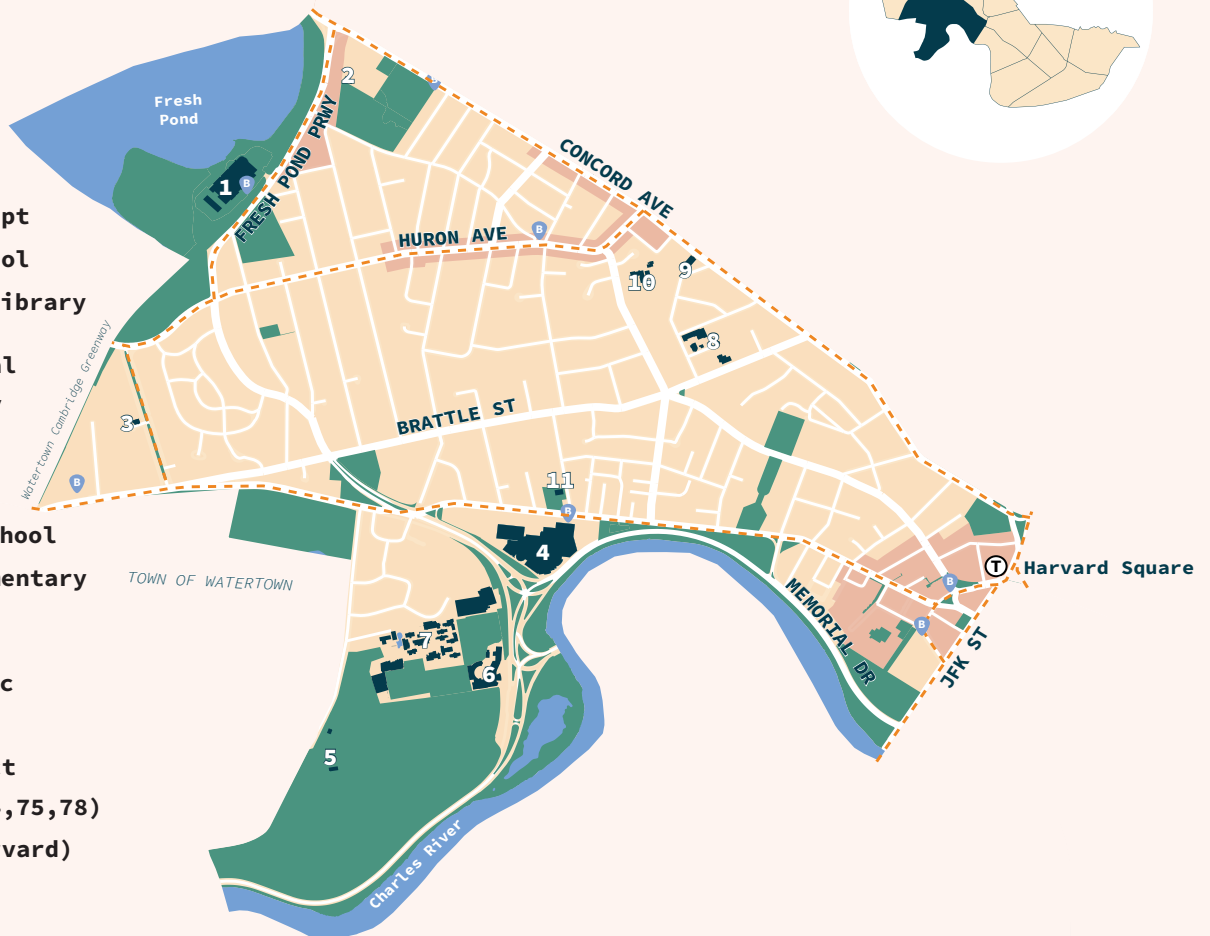 Fresh
Pond
2
1
B
FRESH POND PRWY
CONCORD AVE
HURON AVE
B
9
10
8
BRATTLE ST
Watertown Cambridge Greenway
3
B
11
B
4
TOWN OF WATERTOWN
T
Harvard Square
B
B
MEMORIAL DR
JFK ST
7
6
5
Charles River
pt
ol
ibrary
hool
mentary
c
t
,75,78)
vard)